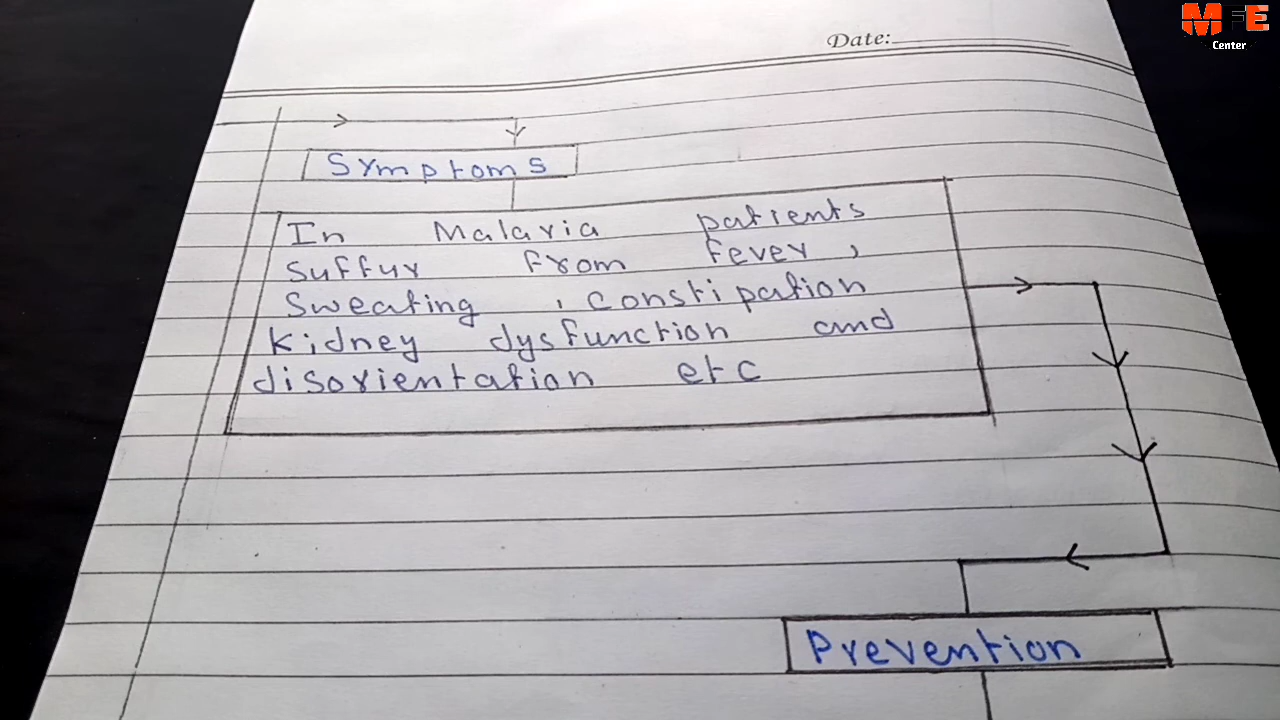 MFE
Center
Date:
Symptoms
In Malaria patients
suffur from fever,
sweating, constipation
kidney dysfunction and
disorientation etc
Prevention